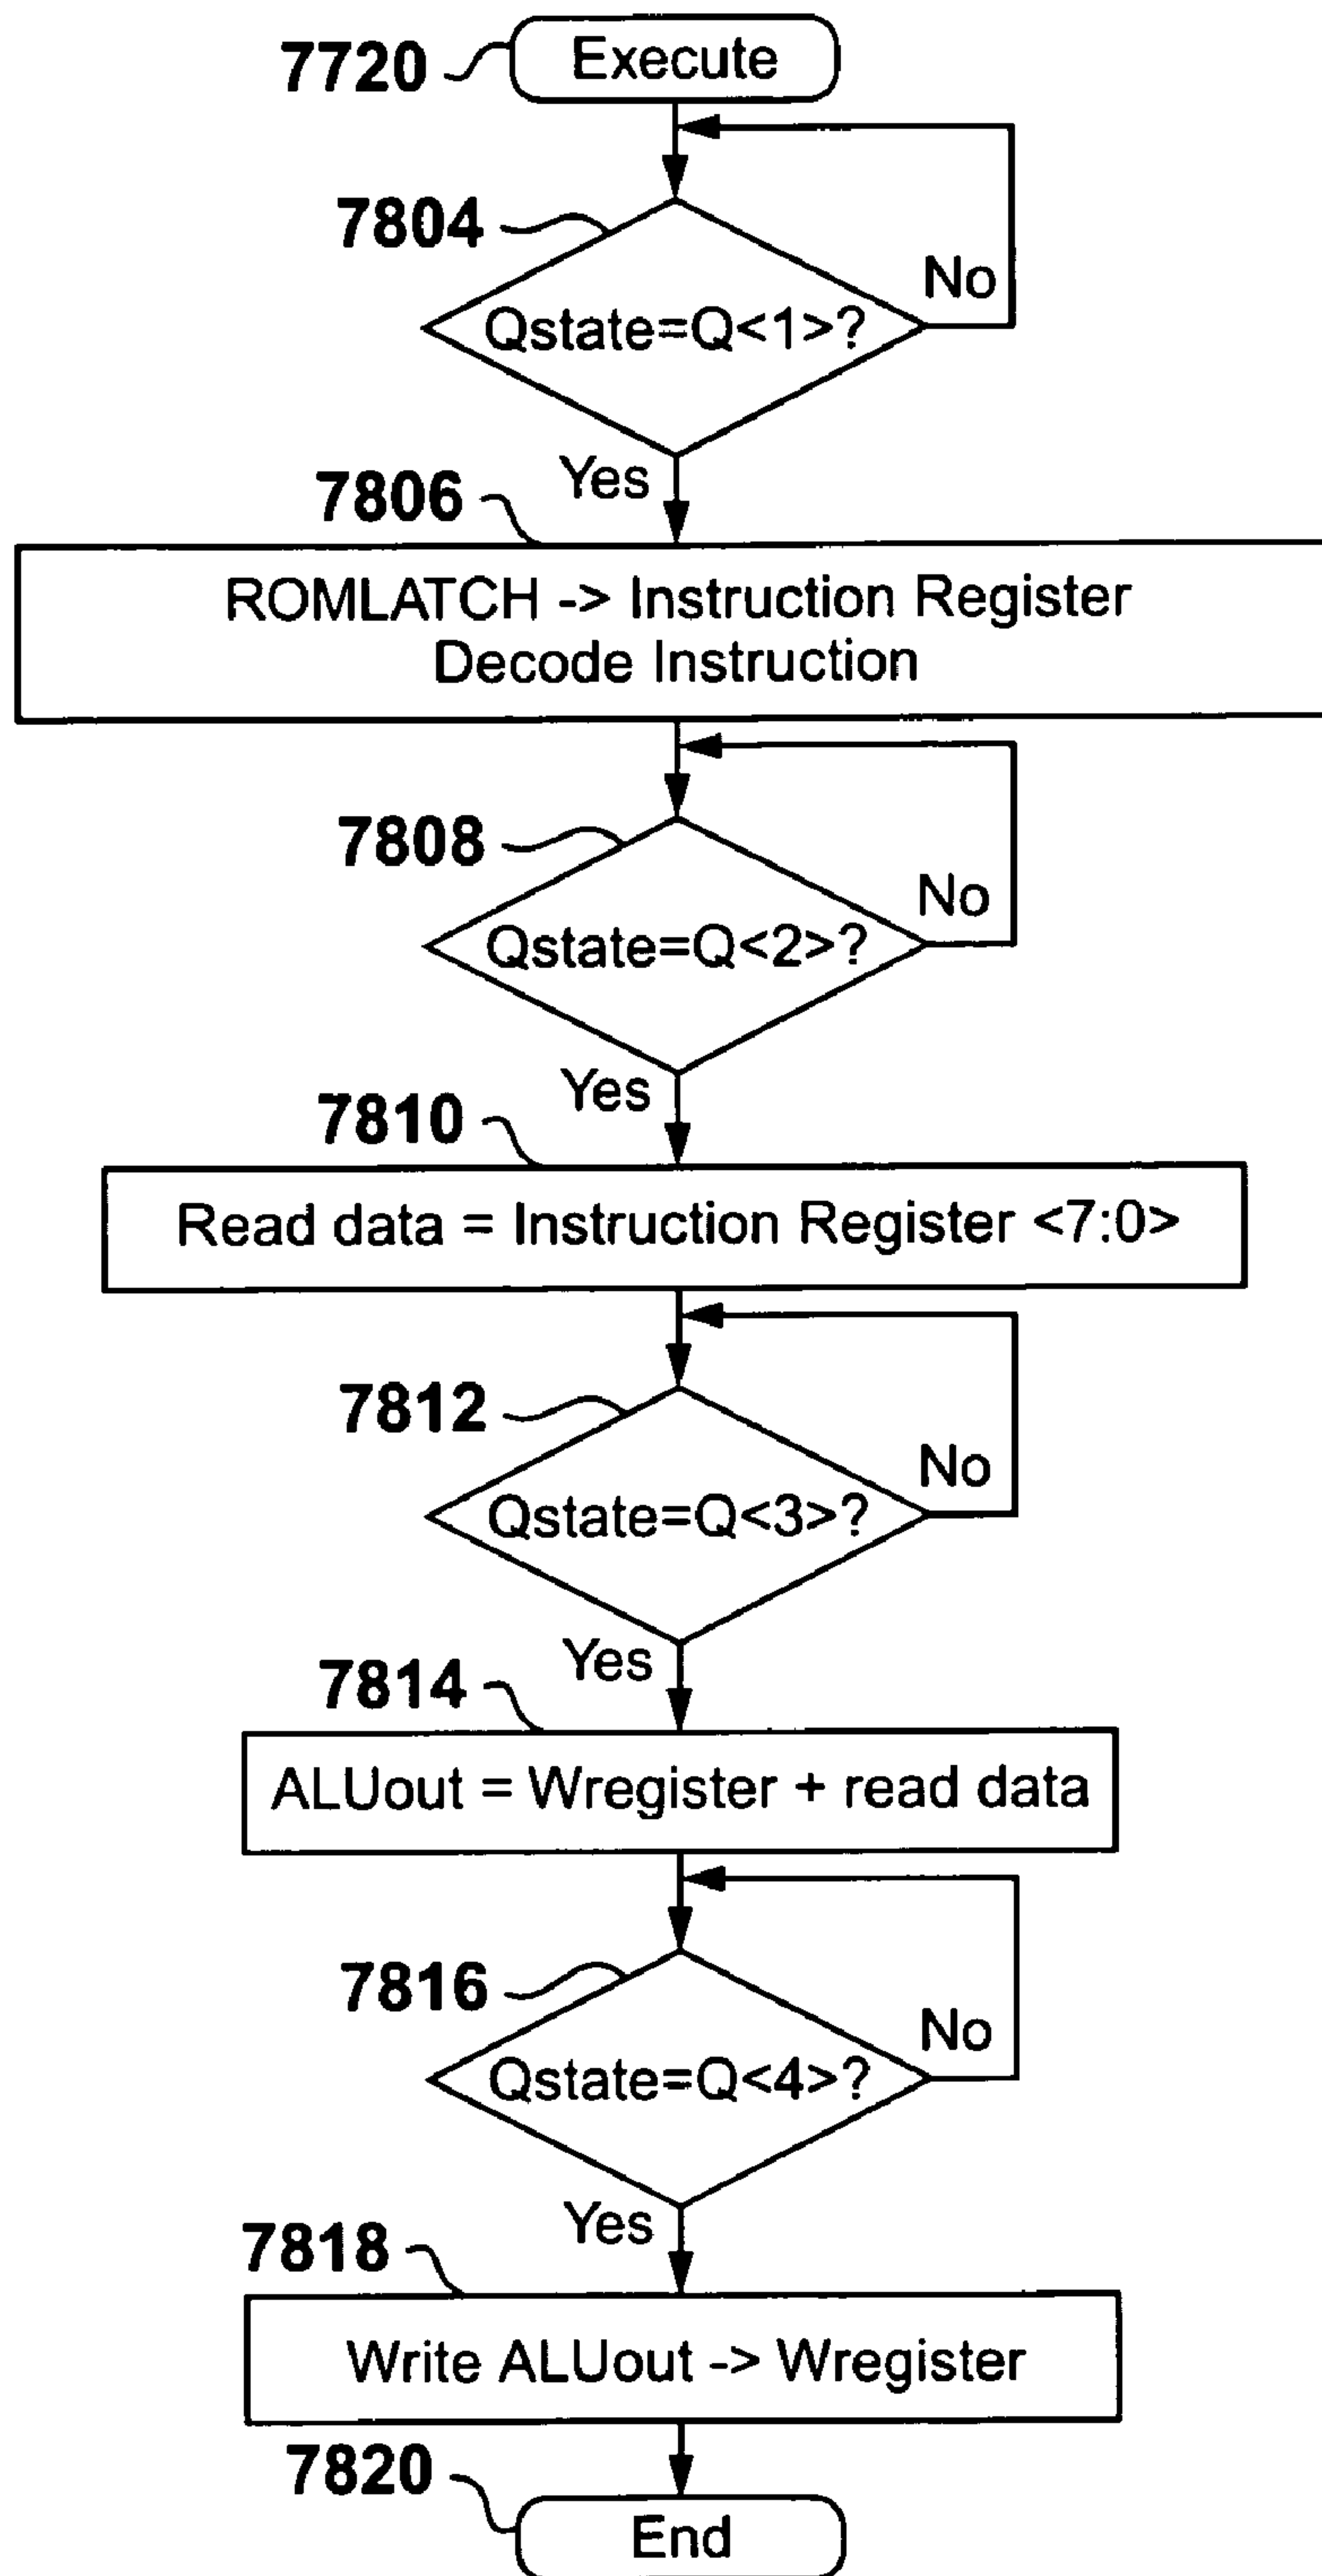 7720
Execute
7804
No
Qstate=Q<1>?
Yes
7806
ROMLATCH -> Instruction Register
Decode Instruction
7808
No
Qstate=Q<2>?
Yes
7810
Read data = Instruction Register <7:0>
7812
No
Qstate=Q<3>?
Yes
7814
ALUout = Wregister + read data
7816
No
Qstate=Q<4>?
Yes
7818
Write ALUout -> Wregister
7820
End